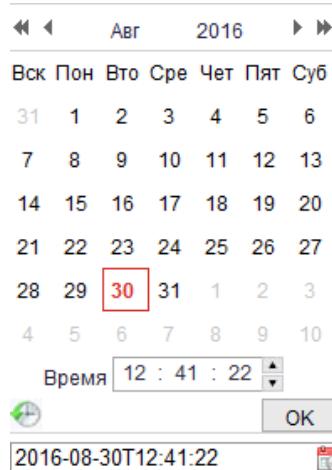 Авг 2016
Вск Пон Вто Сре Чет Пят Суб
31 1 2 3 4 5 6
7 8 9 10 11 12 13
14 15 16 17 18 19 20
21 22 23 24 25 26 27
28 29 30 31 1 2 3
4 5 6 7 8 9 10
Время 12 : 41 : 22
OK
2016-08-30T12:41:22